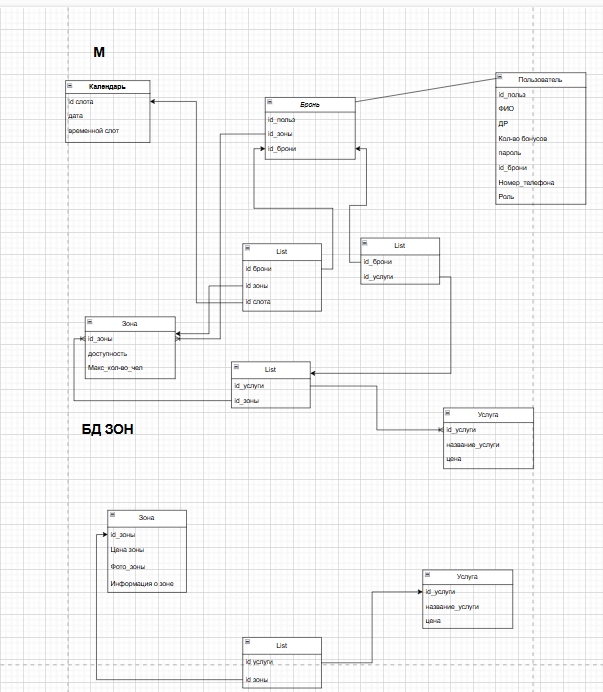 М
Календарь
id слота
дата
временной слот
Бронь
id_польз
id_зоны
id_брони
Пользователь
id_польз
ФИО
ДР
Кол-во бонусов
пароль
id_брони
Номер_телефона
Роль
List
id брони
id зоны
id слота
List
id_брони
id_услуги
Зона
id_зоны
доступность
Макс_кол-во_чел
List
id_услуги
id_зоны
Услуга
id_услуги
название_услуги
цена
БД ЗОН
Зона
id_зоны
Цена зоны
Фото_зоны
Информация о зоне
Услуга
id_услуги
название_услуги
цена
List
id услуги
id зоны